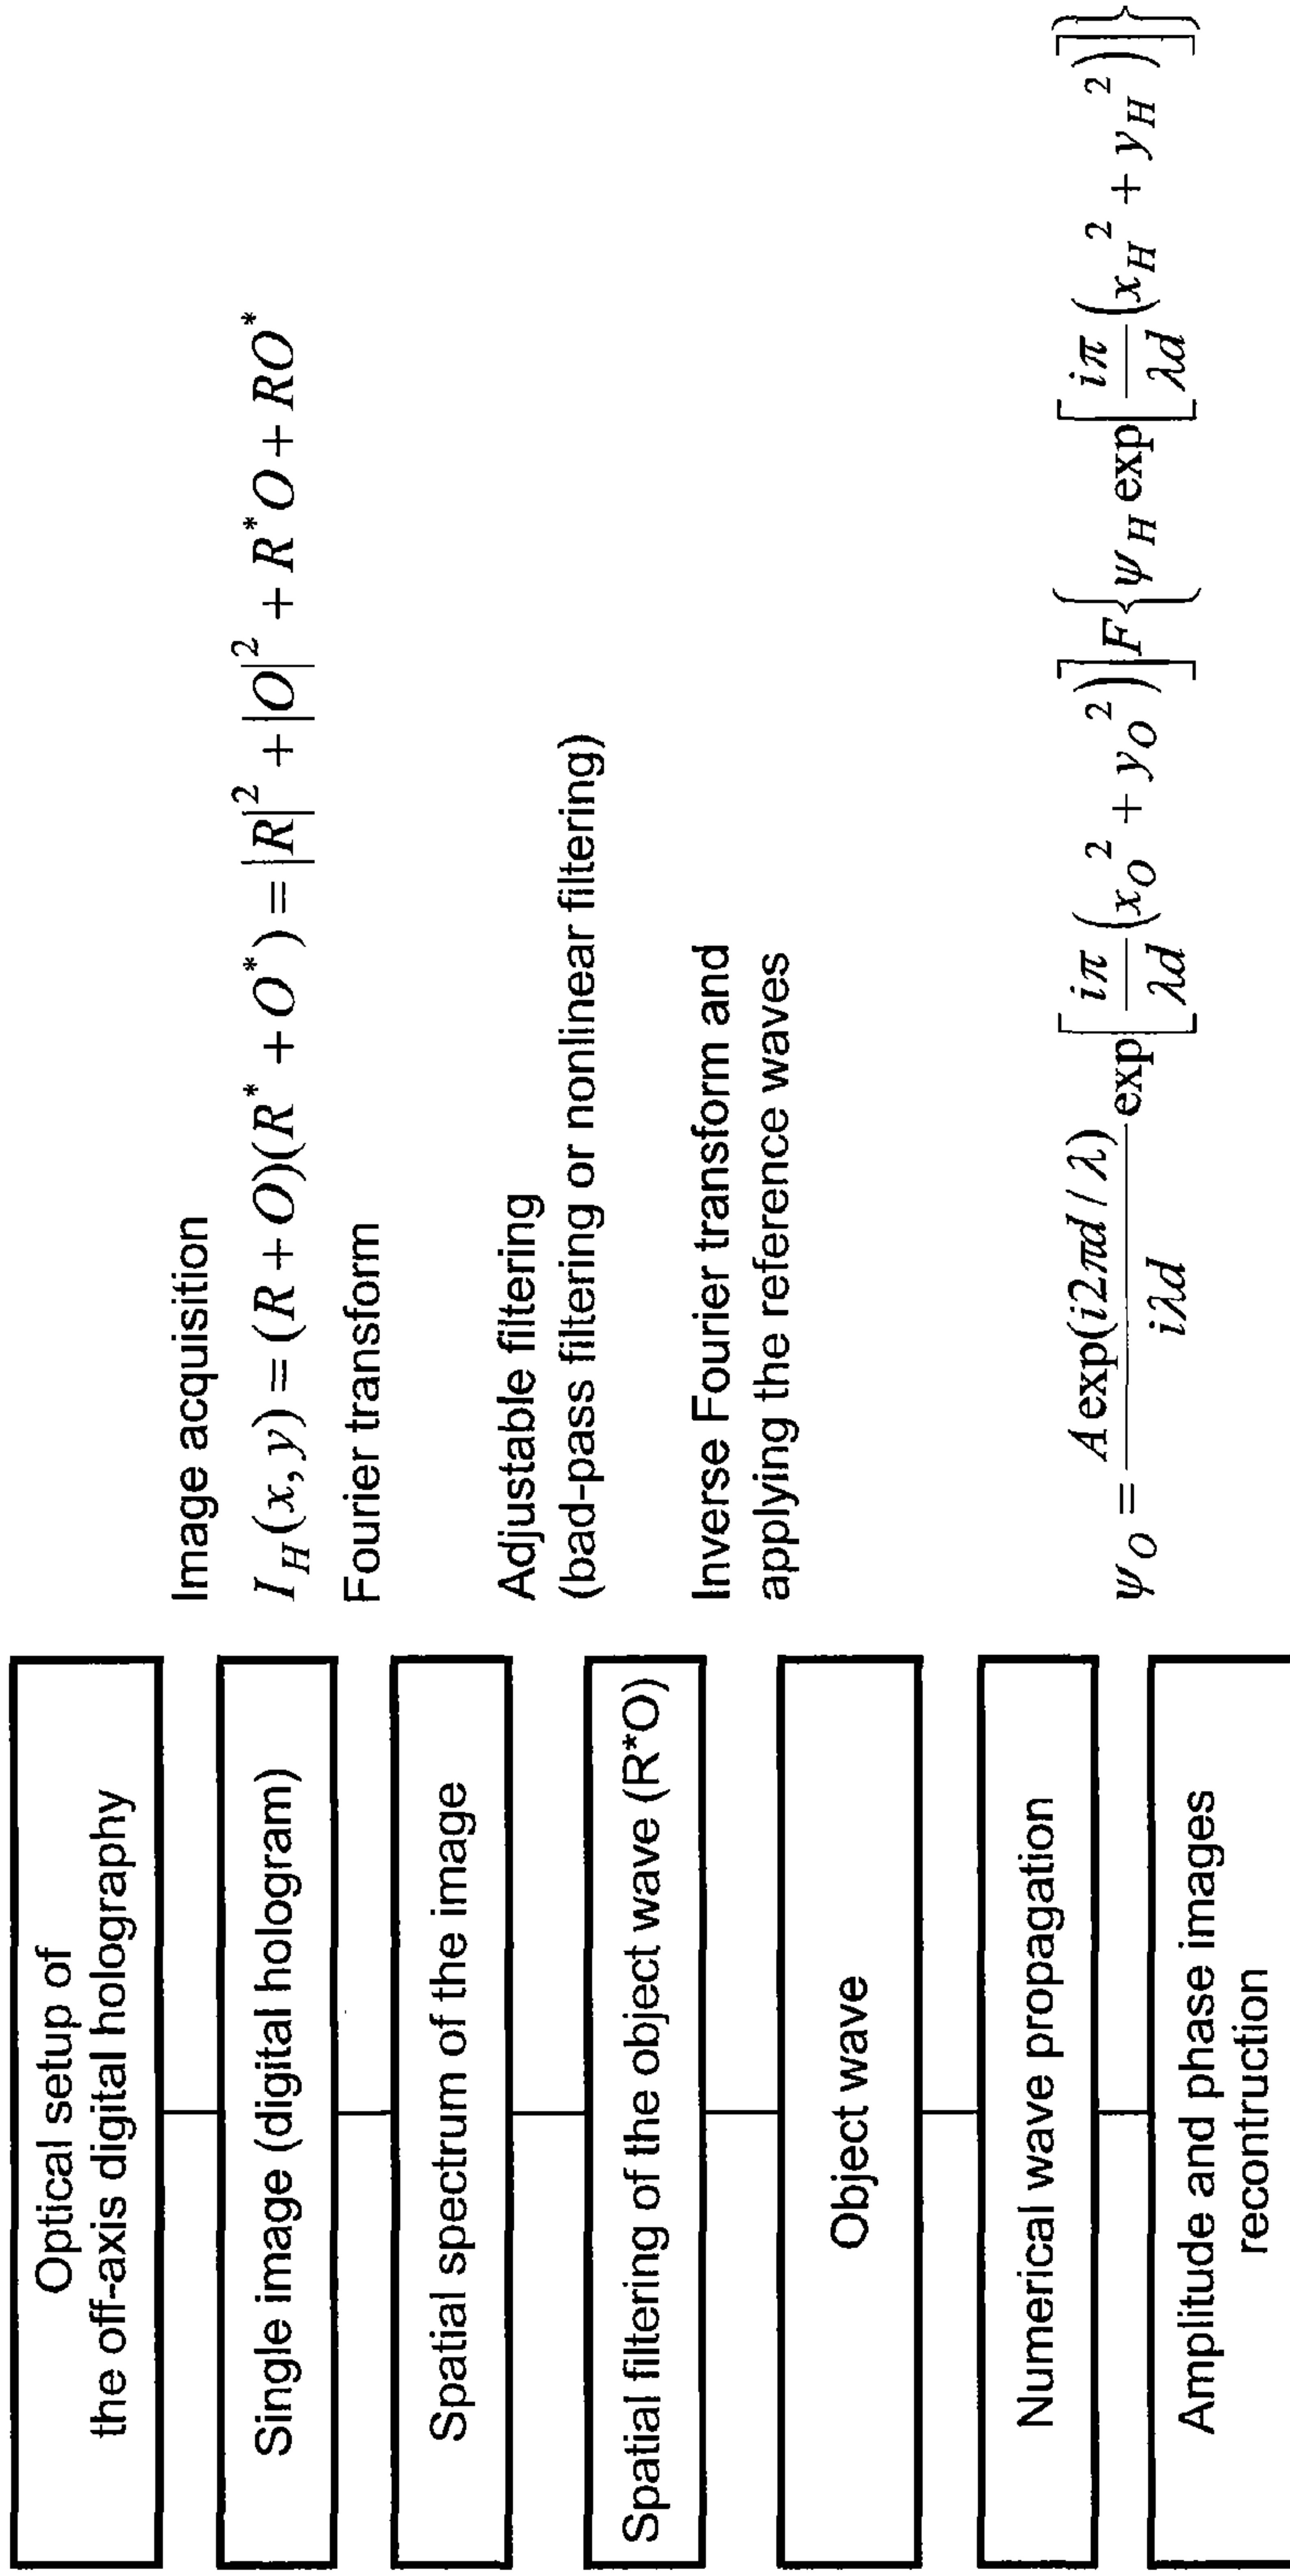 Optical setup of
the off-axis digital holography
Image acquisition
Single image (digital hologram)
I_H(x, y) = (R + O)(R^* + O^*) = |R|^2 + |O|^2 + R^*O + RO^*
Fourier transform
Spatial spectrum of the image
Adjustable filtering
(bad-pass filtering or nonlinear filtering)
Spatial filtering of the object wave (R*O)
Inverse Fourier transform and
applying the reference waves
Object wave
Numerical wave propagation
ψ_O = \frac{A exp(i2πd / λ)}{iλd} exp[\frac{iπ}{λd}(x_O^2 + y_O^2)]F{ψ_H exp[\frac{iπ}{λd}(x_H^2 + y_H^2)]}
Amplitude and phase images
recontruction